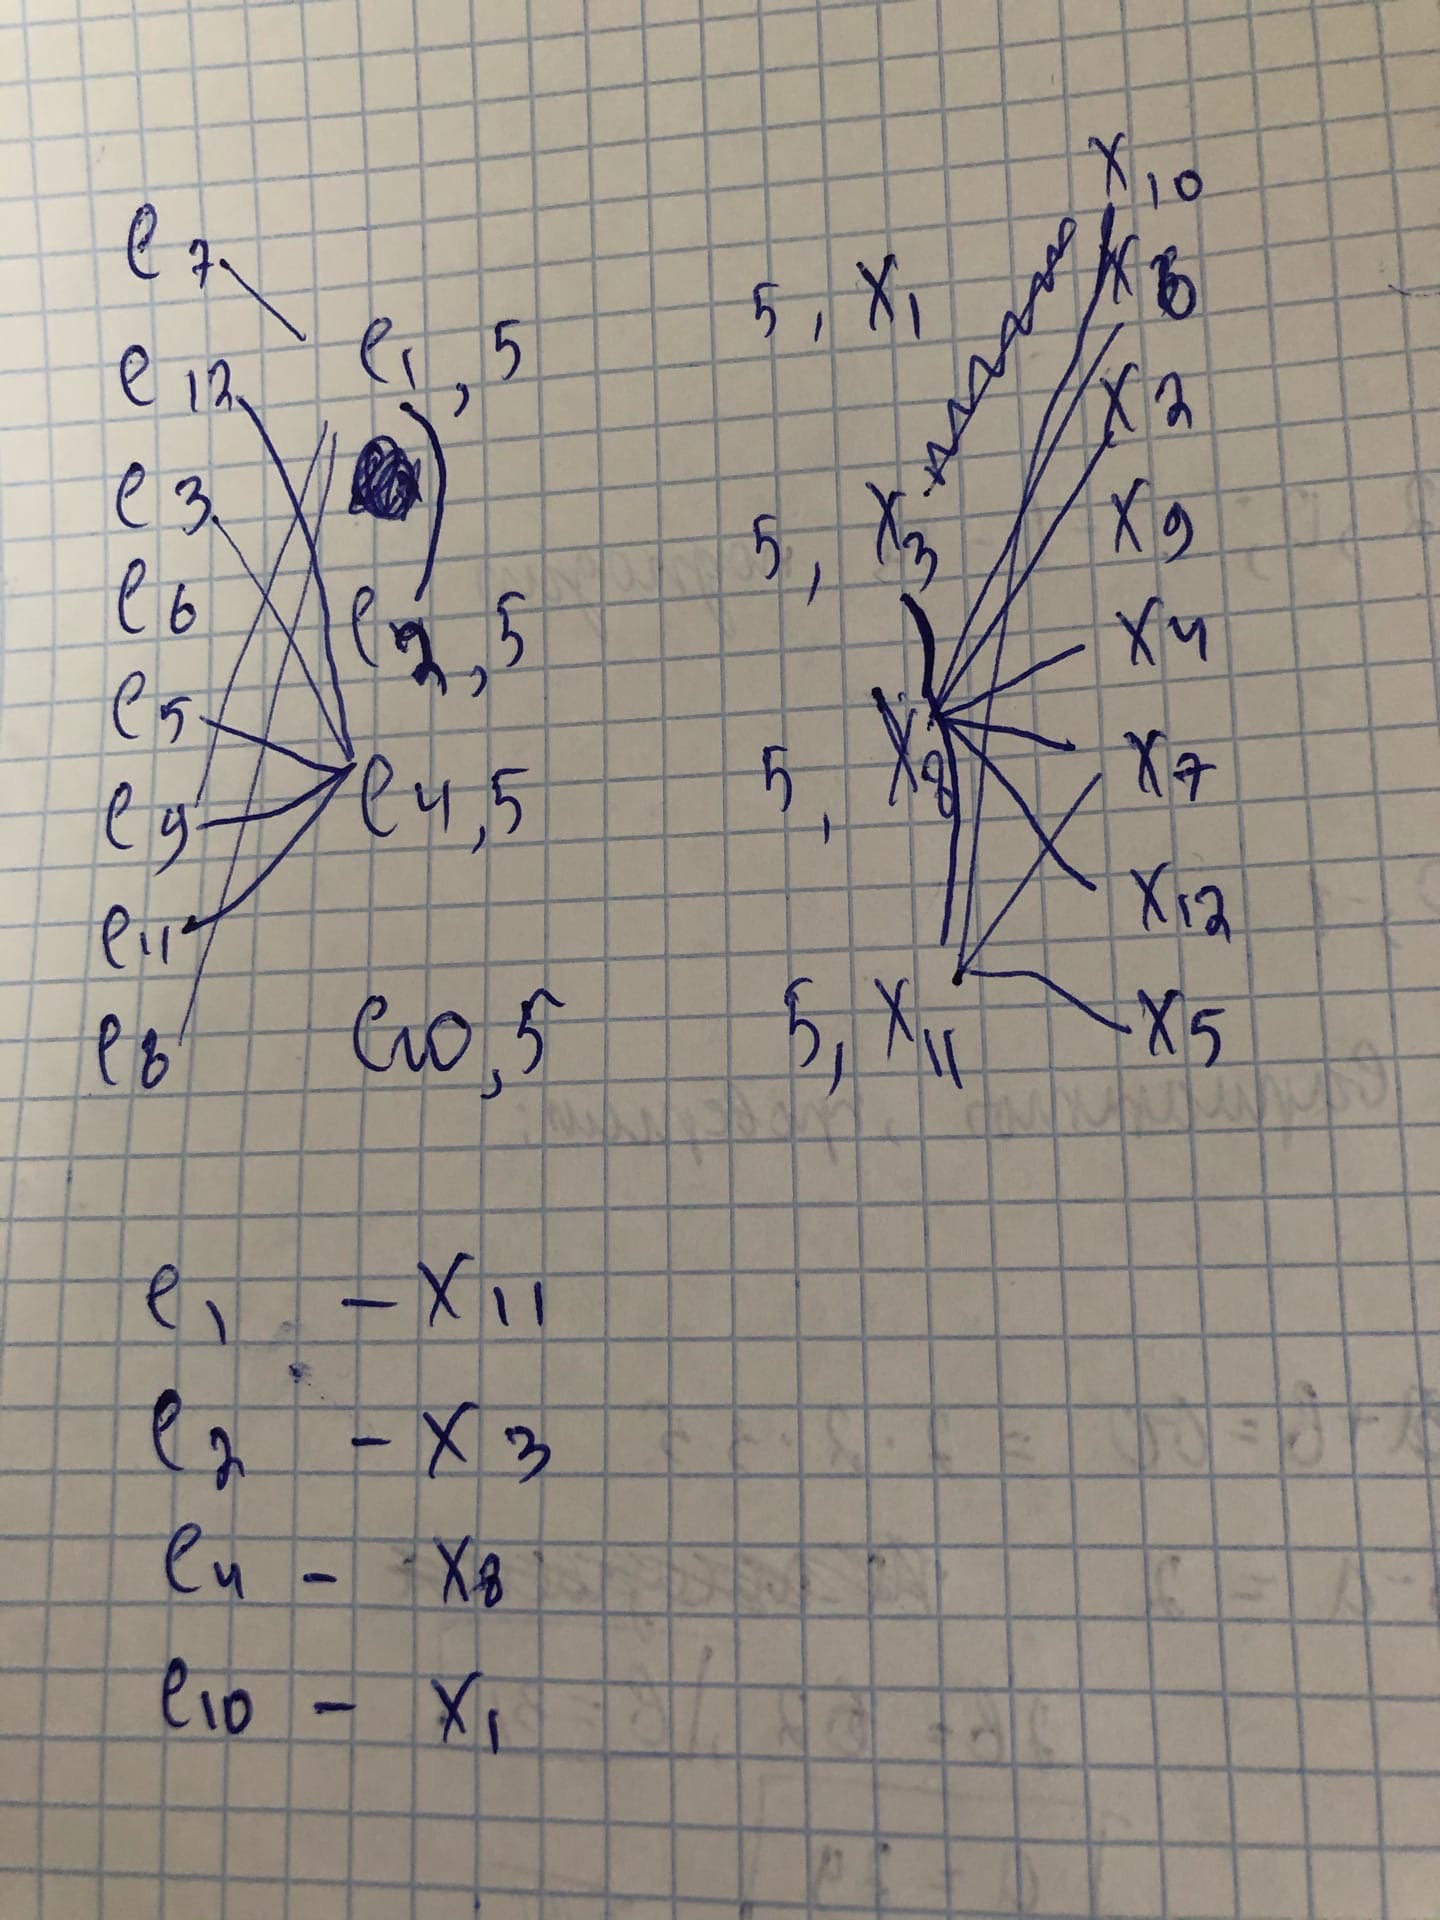 e7
e1, 5
e12
e3
e6
e2, 5
e5
e9
e4, 5
e11
e8
e10, 5
x10
5, x1
x2
x9
5, x3
x4
5, x8
x7
x12
5, x11
x5
e1 - x11
e2 - x3
e4 - x8
e10 - x1